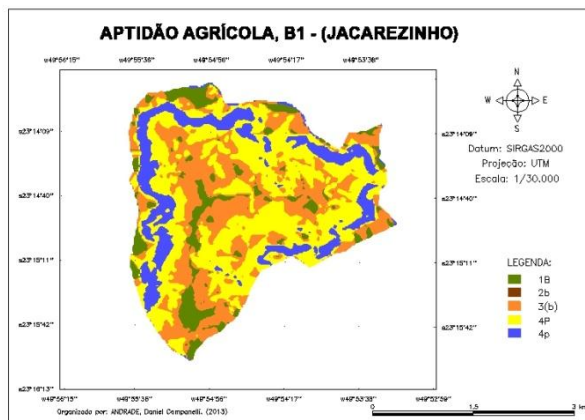 APTIDÃO AGRÍCOLA, B1 - (JACAREZINHO)
w49°56'15" w49°55'36" w49°54'56" w49°54'17" w49°53'38"
N
W E
S
s23°14'09" s23°14'09"
Datum: SIRGAS2000
Projeção: UTM
Escala: 1/30.000
s23°14'40" s23°14'40"
s23°15'11" s23°15'11"
LEGENDA:
1B
2b
3(b)
4P
4p
s23°15'42" s23°15'42"
s23°16'13"
w49°56'15" w49°55'36" w49°54'56" w49°54'17" w49°53'38" w49°52'59"
Organizado por: ANDRADE, Daniel Campanelli. (2013)
0 1.5 3 km